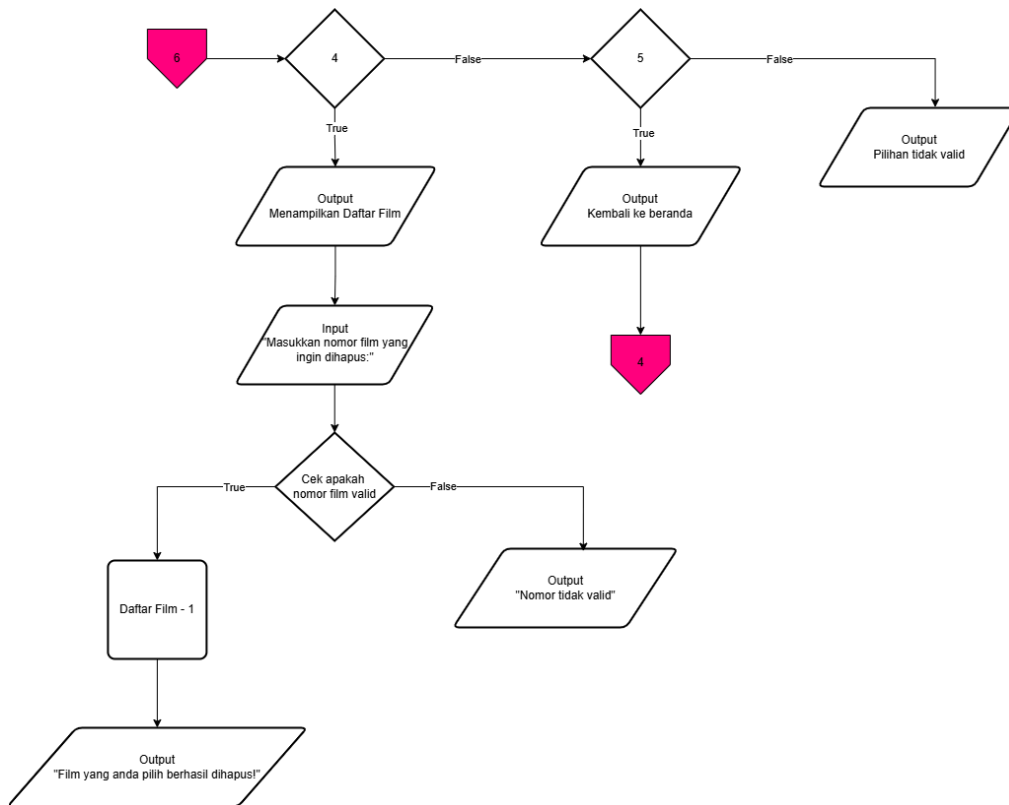 6
4
False
5
False
True
True
Output
Pilihan tidak valid
Output
Menampilkan Daftar Film
Output
Kembali ke beranda
Input
"Masukkan nomor film yang
ingin dihapus:"
4
Cek apakah
nomor film valid
True
False
Output
"Nomor tidak valid"
Daftar Film - 1
Output
"Film yang anda pilih berhasil dihapus!"